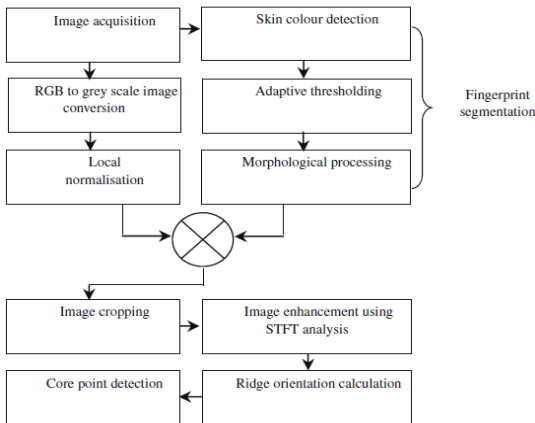 Image acquisition
Skin colour detection
RGB to grey scale image
conversion
Adaptive thresholding
Fingerprint
segmentation
Local
normalisation
Morphological processing
Image cropping
Image enhancement using
STFT analysis
Core point detection
Ridge orientation calculation